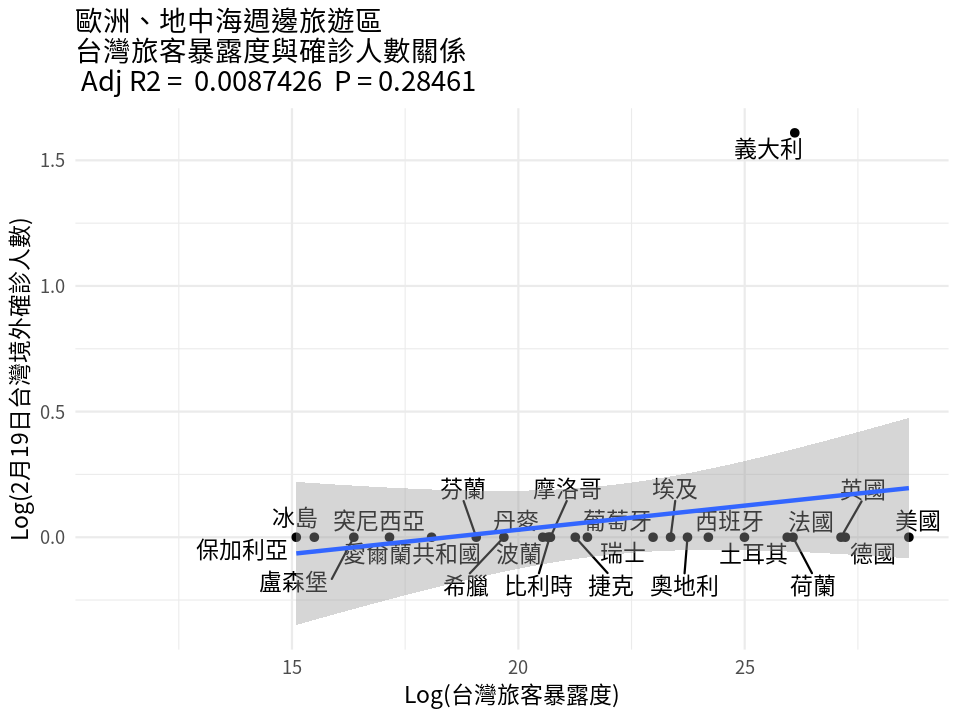 歐洲、地中海週邊旅遊區
台灣旅客暴露度與確診人數關係
Adj R2 = 0.0087426 P = 0.28461
Log(2月19日台灣境外確診人數)
1.5
1.0
0.5
0.0
義大利
芬蘭
摩洛哥
埃及
英國
冰島
突尼西亞
丹麥
葡萄牙
西班牙
法國
美國
保加利亞
愛爾蘭共和國
波蘭
瑞士
土耳其
德國
盧森堡
希臘
比利時
捷克
奧地利
荷蘭
15
20
25
Log(台灣旅客暴露度)